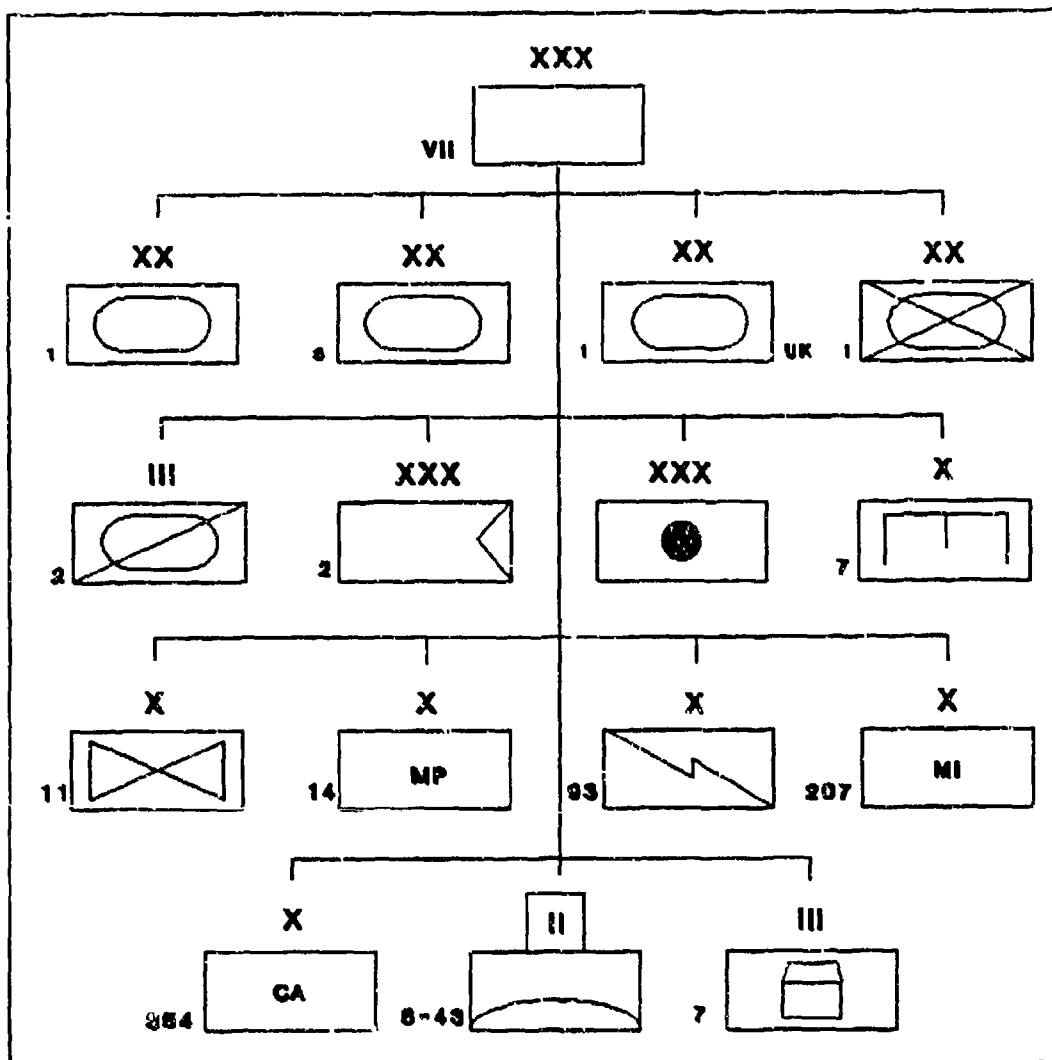 XXX
VII
XX XX XX XX
1 1 UK 1
III XXX XXX X
2 2 7
X X X X
11 14 MP 93 207 MI
X II III
CA 7